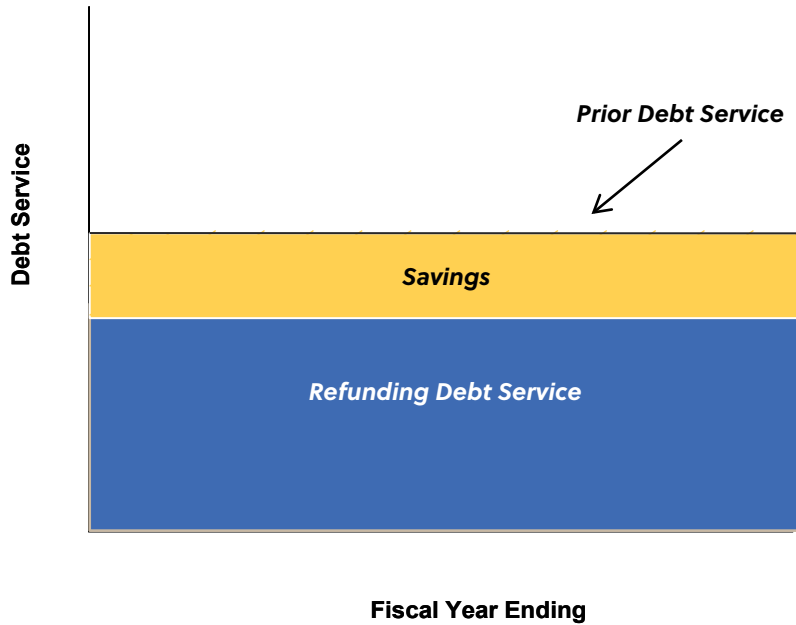 Prior Debt Service
Debt Service
Savings
Refunding Debt Service
Fiscal Year Ending